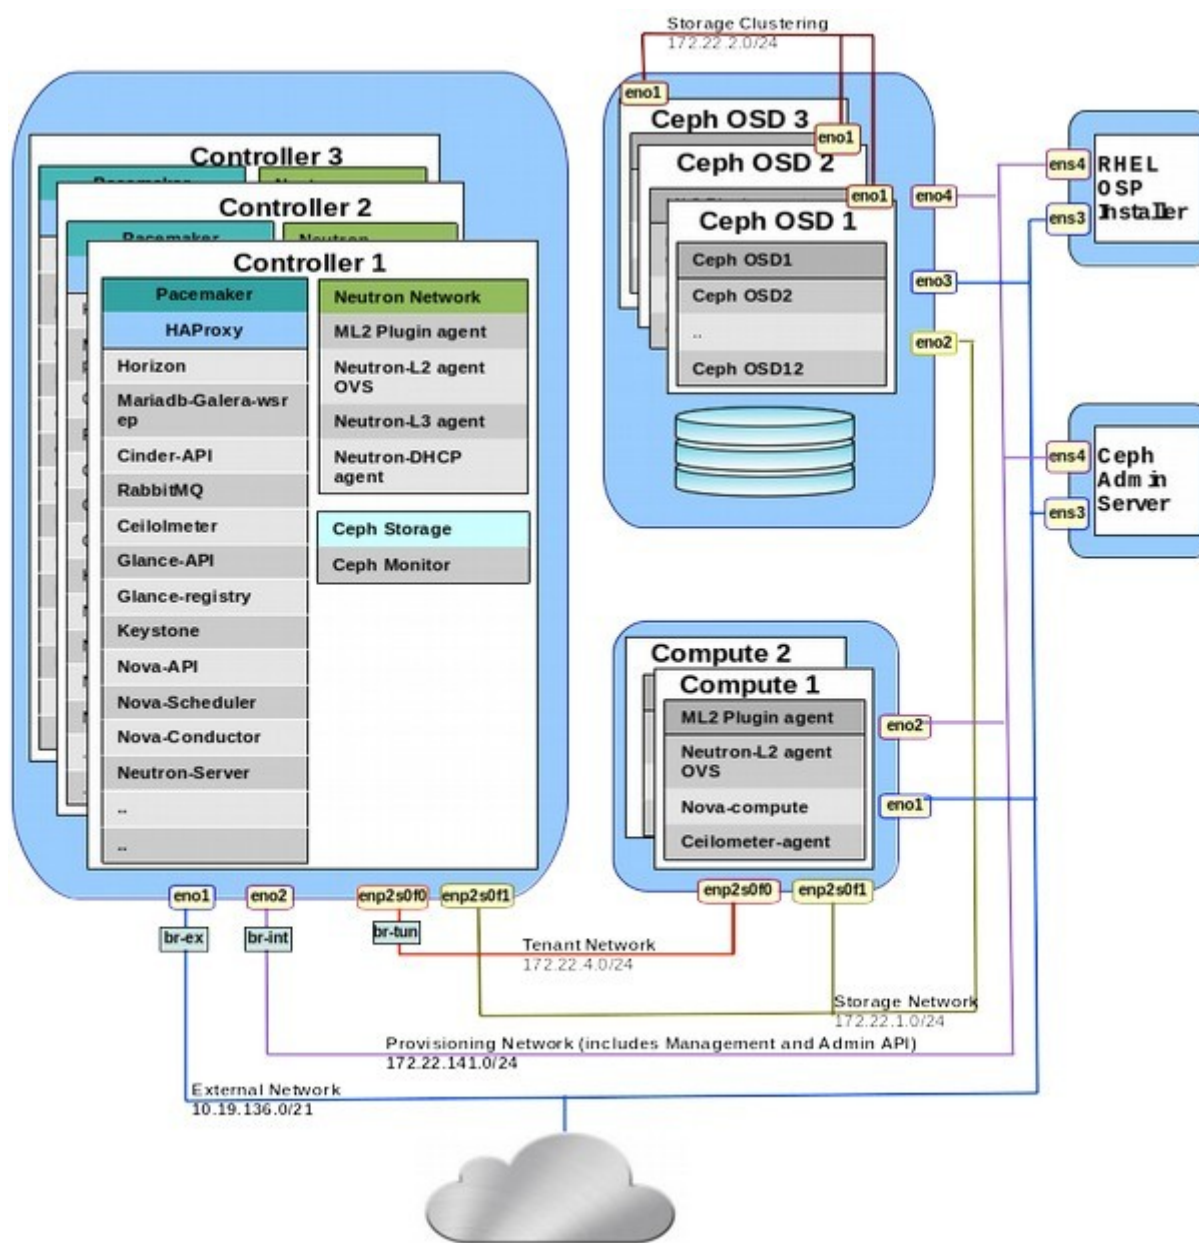 Storage Clustering
172.22.2.0/24
eno1
Ceph OSD 3
eno1
Ceph OSD 2
eno1
Ceph OSD 1
Ceph OSD1
Ceph OSD2
..
Ceph OSD12
eno4
eno3
eno2
ens4
ens3
RHEL
OSP
Installer
ens4
ens3
Ceph
Admin
Server
Controller 3
Pacemaker
Controller 2
Pacemaker
Neutron
Controller 1
Pacemaker
HAProxy
Horizon
Mariadb-Galera-wsr
ep
Cinder-API
RabbitMQ
Ceilolmeter
Glance-API
Glance-registry
Keystone
Nova-API
Nova-Scheduler
Nova-Conductor
Neutron-Server
..
..
Neutron Network
ML2 Plugin agent
Neutron-L2 agent
OVS
Neutron-L3 agent
Neutron-DHCP
agent
Ceph Storage
Ceph Monitor
Compute 2
Compute 1
ML2 Plugin agent
Neutron-L2 agent
OVS
Nova-compute
Ceilometer-agent
eno2
eno1
enp2s0f0
enp2s0f1
eno1
eno2
enp2s0f0
enp2s0f1
br-ex
br-int
br-tun
Tenant Network
172.22.4.0/24
Storage Network
172.22.1.0/24
Provisioning Network (includes Management and Admin API)
172.22.141.0/24
External Network
10.19.136.0/21